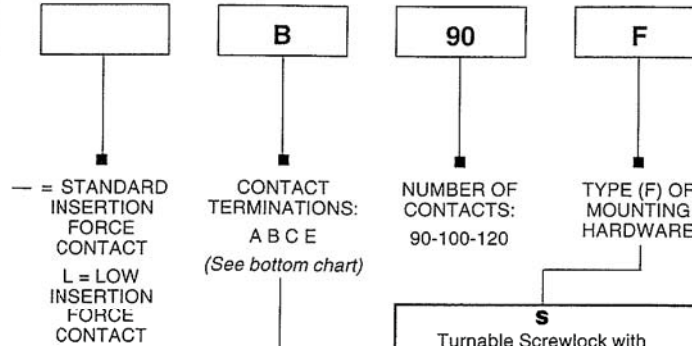 B
90
F
— = STANDARD
INSERTION
FORCE
CONTACT
L = LOW
INSERTION
FORCE
CONTACT
CONTACT
TERMINATIONS:
A B C E
(See bottom chart)
NUMBER OF
CONTACTS:
90-100-120
TYPE (F) OR
MOUNTING
HARDWARE
s
Turnable Screwlock with